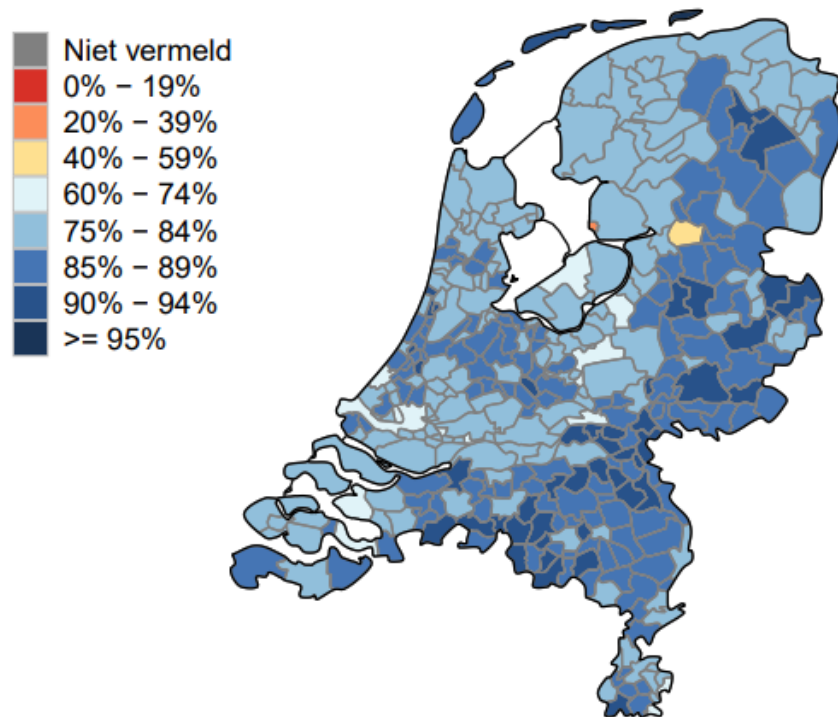 Niet vermeld
0% − 19%
20% − 39%
40% − 59%
60% − 74%
75% − 84%
85% − 89%
90% − 94%
>= 95%